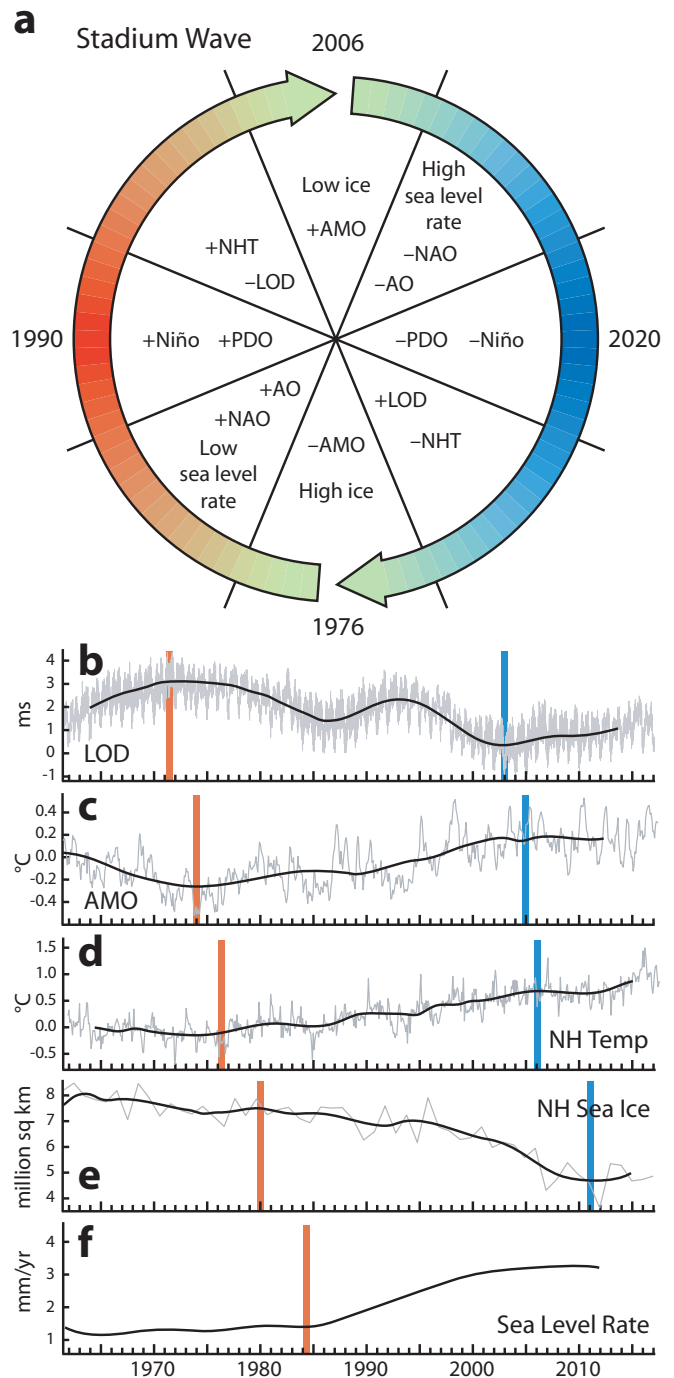 a
Stadium Wave
2006
Low ice
+AMO
High
sea level
rate
–NAO
–AO
+NHT
–LOD
1990
+Niño
+PDO
–PDO
–Niño
2020
+AO
+NAO
Low
sea level
rate
+LOD
–NHT
–AMO
High ice
1976
b
4
3
2
1
0
-1
ms
LOD
c
0.4
0.2
0.0
-0.2
-0.4
°C
AMO
d
1.5
1.0
0.5
0.0
-0.5
°C
NH Temp
8
7
6
5
4
million sq km
NH Sea Ice
e
f
4
3
2
1
mm/yr
Sea Level Rate
1970 1980 1990 2000 2010